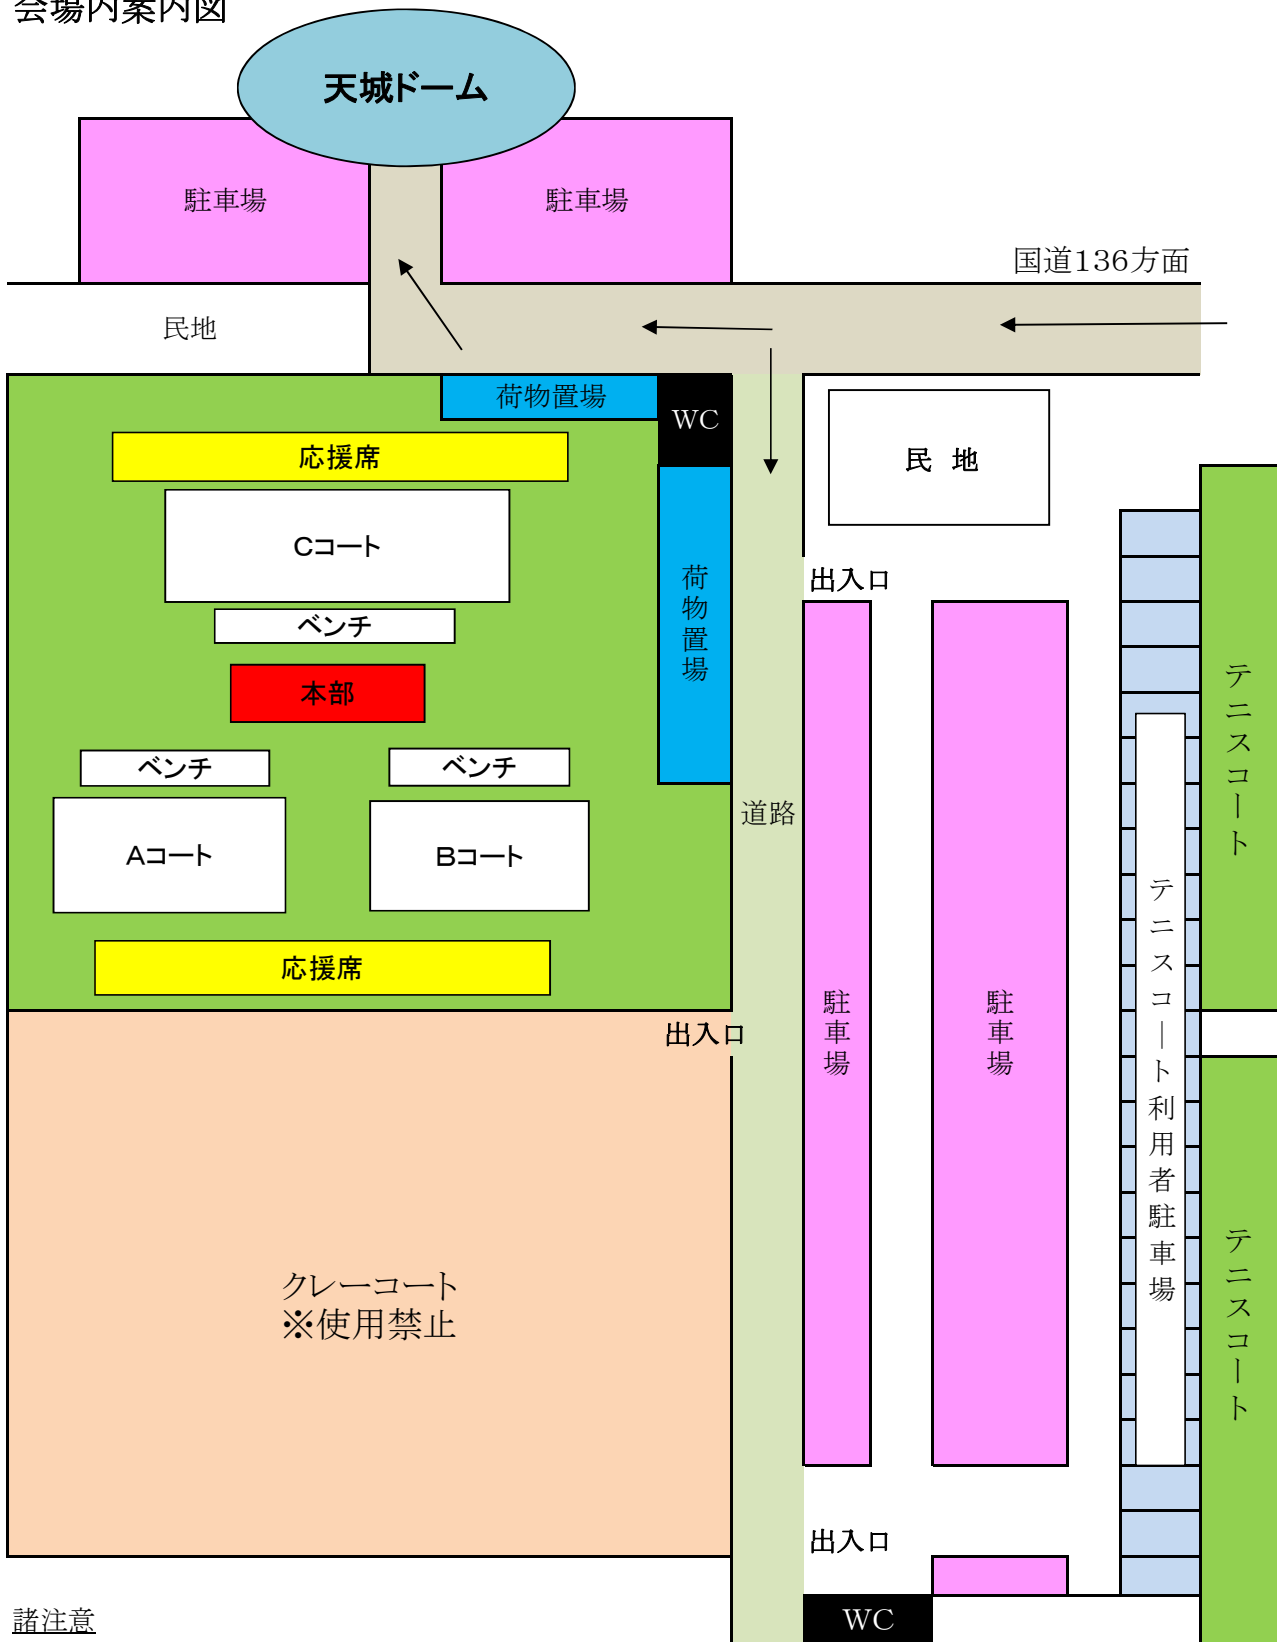 会場内案内図
天城ドーム
駐車場
駐車場
国道136方面
民地
荷物置場
WC
応援席
民 地
Cコート
出入口
ベンチ
荷物置場
本部
テニスコート
ベンチ
ベンチ
道路
Aコート
Bコート
テニスコート利用者駐車場
応援席
駐車場
駐車場
出入口
テニスコート
クレーコート
※使用禁止
出入口
諸注意
WC